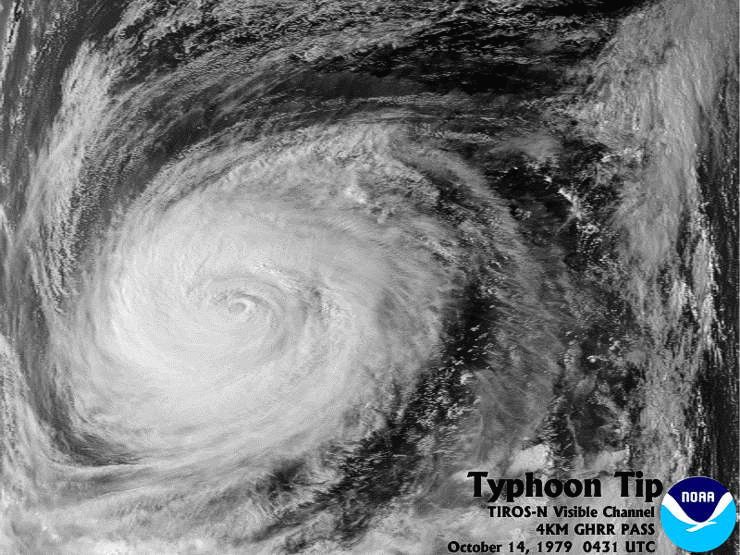 Typhoon Tip
TIROS-N Visible Channel
4KM GHRR PASS
October 14, 1979 0431 UTC
NOAA